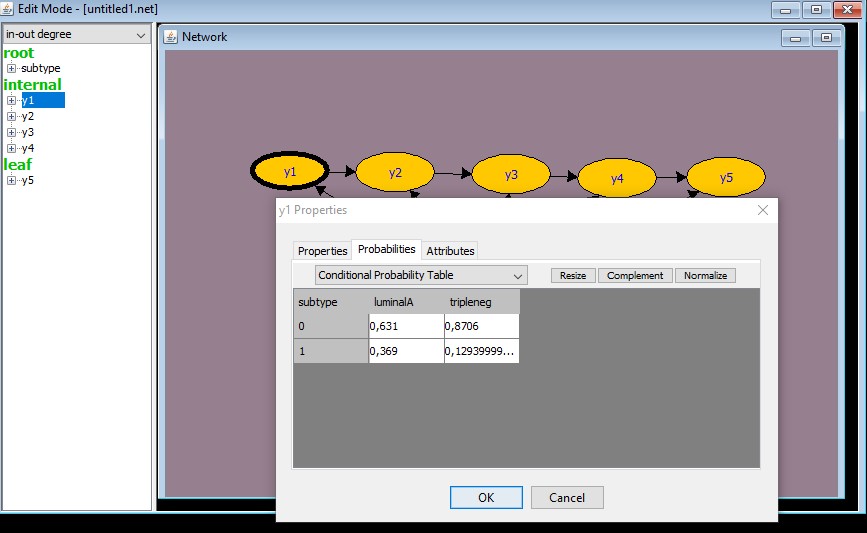 Edit Mode - [untitled1.net]
in-out degree
root
subtype
internal
y1
y2
y3
y4
leaf
y5
Network
y1
y2
y3
y4
y5
y1 Properties
Properties
Probabilities
Attributes
Conditional Probability Table
Resize
Complement
Normalize
subtype luminalA tripleneg
0 0,631 0,8706
1 0,369 0,12939999...
OK
Cancel